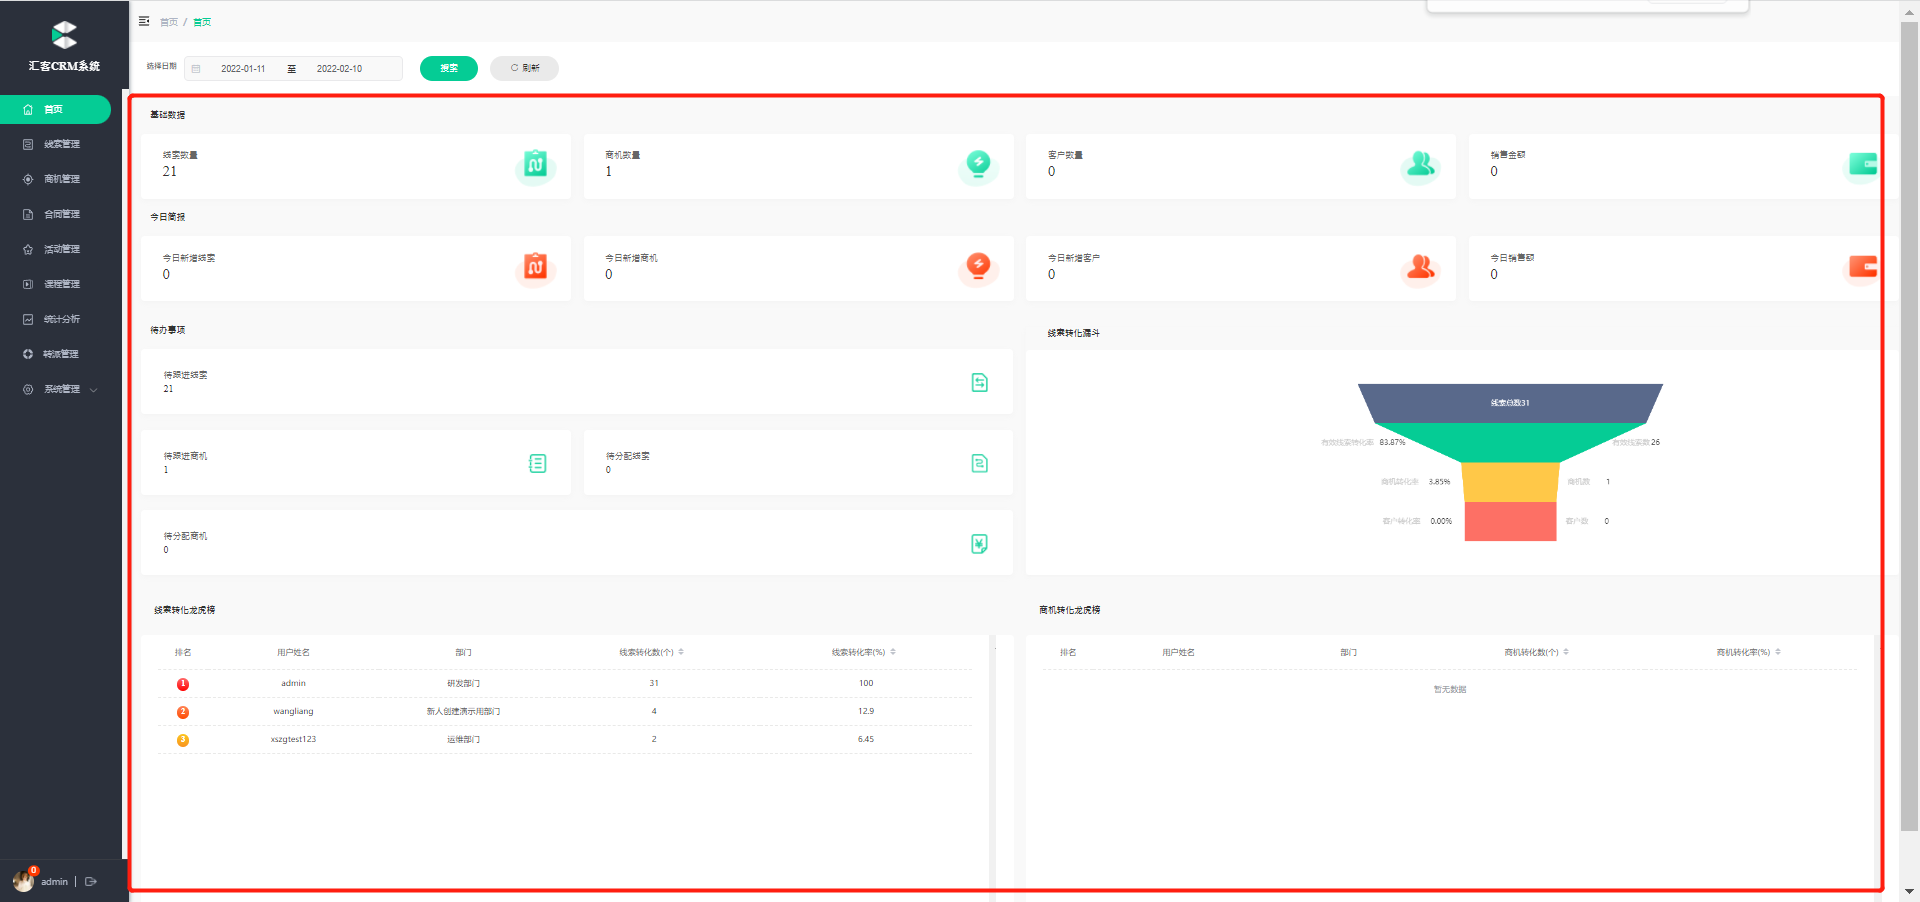 汇客CRM系统
首页
线索管理
商机管理
合同管理
活动管理
课程管理
统计分析
转派管理
系统管理
0
admin
首页 / 首页
选择日期 2022-01-11 至 2022-02-10 搜索 刷新
基础数据
线索数量
21
商机数量
1
客户数量
0
销售金额
0
今日简报
今日新增线索
0
今日新增商机
0
今日新增客户
0
今日销售额
0
待办事项
待跟进线索
21
待跟进商机
1
待分配线索
0
待分配商机
0
线索转化漏斗
线索总数31
有效线索转化率 83.87% 有效线索数 26
商机转化率 3.85% 商机数 1
客户转化率 0.00% 客户数 0
线索转化龙虎榜
排名 用户姓名 部门 线索转化数(个) 线索转化率(%)
1 admin 研发部门 31 100
2 wangliang 新人创建演示用部门 4 12.9
3 xszgtest123 运维部门 2 6.45
商机转化龙虎榜
排名 用户姓名 部门 商机转化数(个) 商机转化率(%)
暂无数据